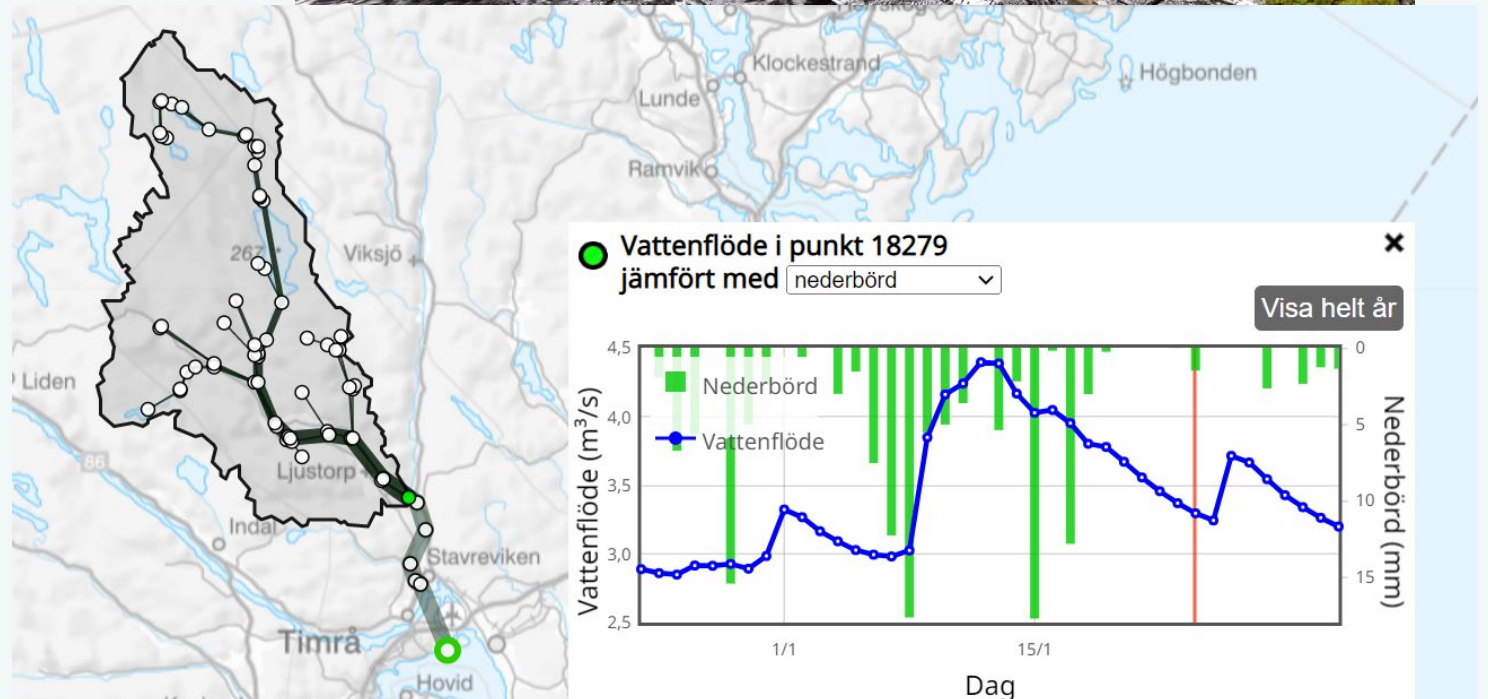 Klockestrand
Lunde
Högbonden
Ramvik
Viksjö
267
Liden
86
Ljustorp
Indal
Stavreviken
Timrå
Hovid
Vattenflöde i punkt 18279
jämfört med nederbörd
Visa helt år
Nederbörd
Vattenflöde
Vattenflöde (m³/s)
4,5
4,0
3,5
3,0
2,5
0
5
10
15
Nederbörd (mm)
1/1
15/1
Dag